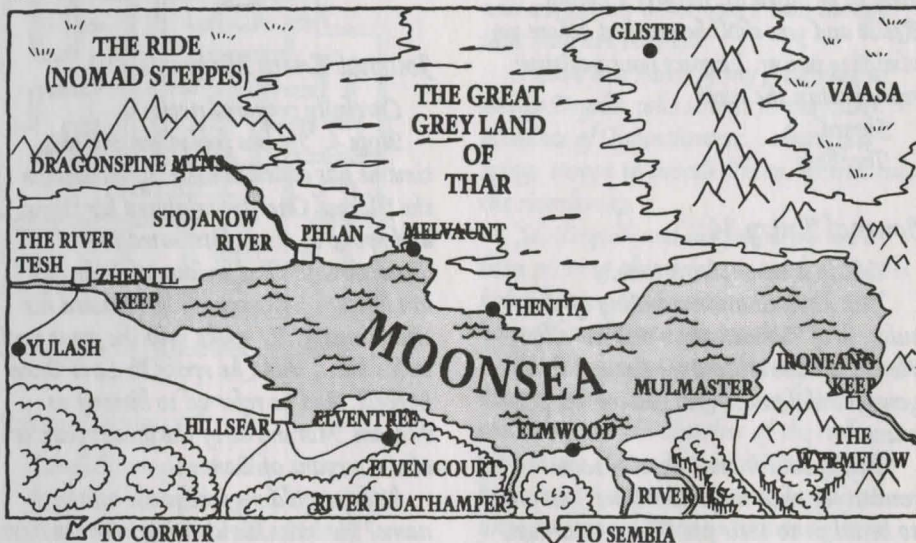 THE RIDE
(NOMAD STEPPES)
GLISTER
VAASA
THE GREAT
GREY LAND
OF
THAR
DRAGONSPINE MTNS
STOJANOW
RIVER
PHLAN
MELVAUNT
THE RIVER
TESH
ZHENTIL
KEEP
THENTIA
YULASH
MOONSEA
IRONFANG
KEEP
MULMASTER
HILLSFAR
ELVENTREE
ELMWOOD
THE
WYRMFLOW
ELVEN COURT
RIVER DUATHAMPER
RIVER LIS
TO CORMYR
TO SEMBIA